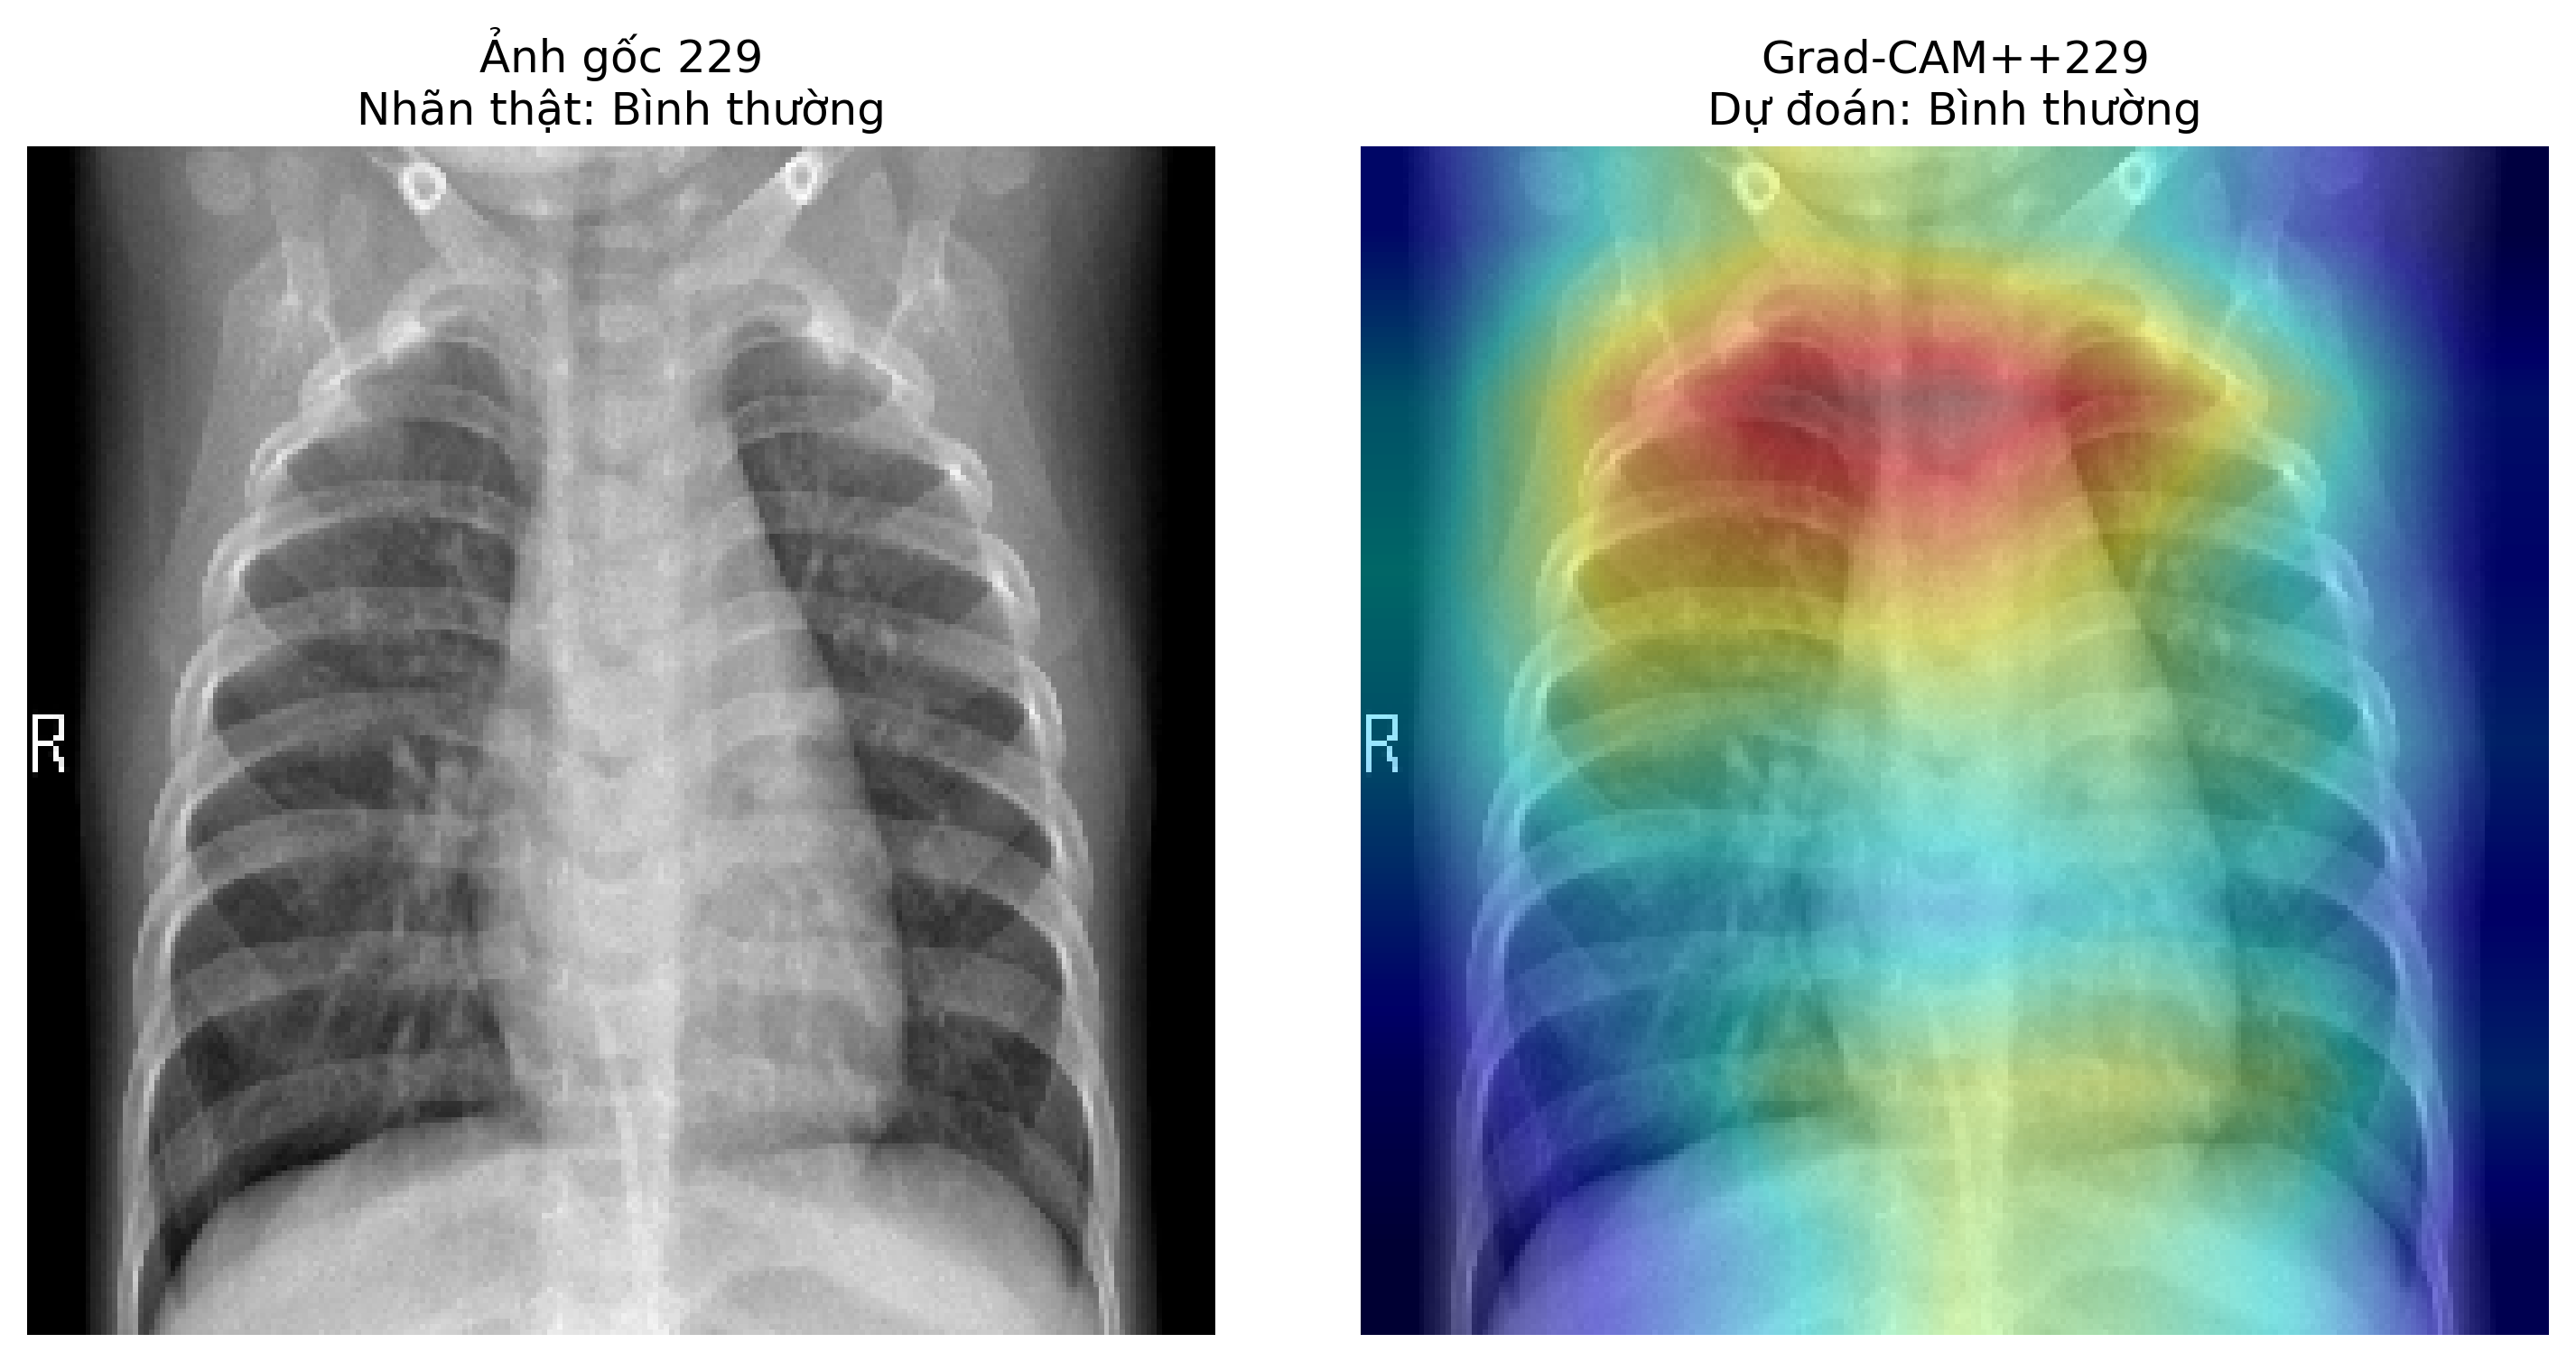 Ảnh gốc 229
Nhãn thật: Bình thường
Grad-CAM++229
Dự đoán: Bình thường
R
R